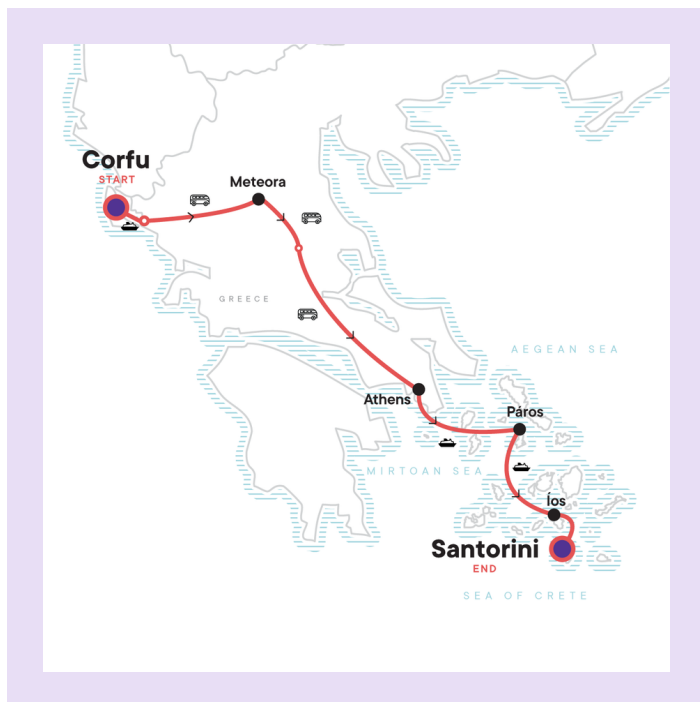 Corfu
START
Meteora
GREECE
AEGEAN SEA
Athens
Páros
MIRTOAN SEA
Íos
Santorini
END
SEA OF CRETE